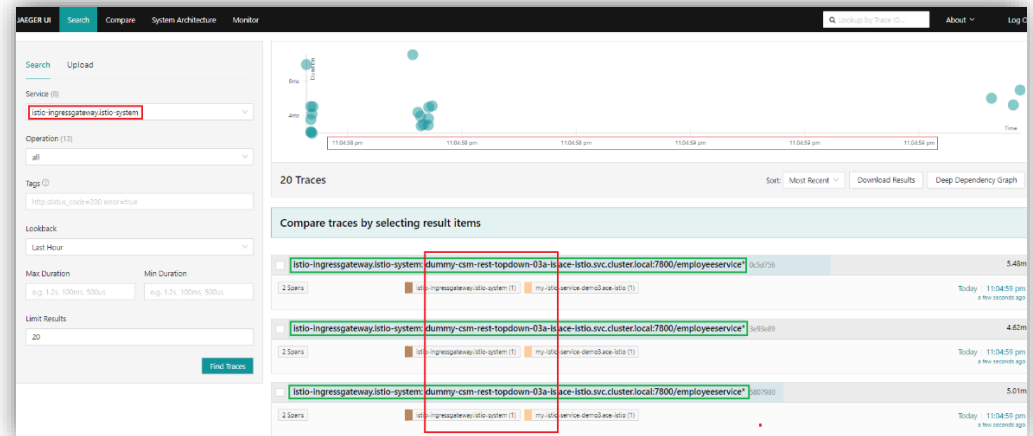 JAEGER UI Search Compare System Architecture Monitor Lookup by Trace ID... About Log O
Search Upload
Service (8)
istio-ingressgateway.istio-system
Operation (13)
all
Tags
http.status_code=200 error=true
Lookback
Last Hour
Max Duration Min Duration
e.g. 1.2s, 100ms, 500us e.g. 1.2s, 100ms, 500us
Limit Results
20
Find Traces
Duration
6ms
4ms
Time
11:04:58 pm 11:04:58 pm 11:04:58 pm 11:04:59 pm 11:04:59 pm 11:04:59 pm
20 Traces Sort: Most Recent Download Results Deep Dependency Graph
Compare traces by selecting result items
istio-ingressgateway.istio-system: dummy-csm-rest-topdown-03a-is.ace-istio.svc.cluster.local:7800/employeeservice* 0c5d756 5.48m
2 Spans istio-ingressgateway.istio-system (1) my-istio-service-demo3.ace-istio (1) Today 11:04:59 pm
a few seconds ago
istio-ingressgateway.istio-system: dummy-csm-rest-topdown-03a-is.ace-istio.svc.cluster.local:7800/employeeservice* 3e93e89 4.62m
2 Spans istio-ingressgateway.istio-system (1) my-istio-service-demo3.ace-istio (1) Today 11:04:59 pm
a few seconds ago
istio-ingressgateway.istio-system: dummy-csm-rest-topdown-03a-is.ace-istio.svc.cluster.local:7800/employeeservice* 5807980 5.01m
2 Spans istio-ingressgateway.istio-system (1) my-istio-service-demo3.ace-istio (1) Today 11:04:59 pm
a few seconds ago